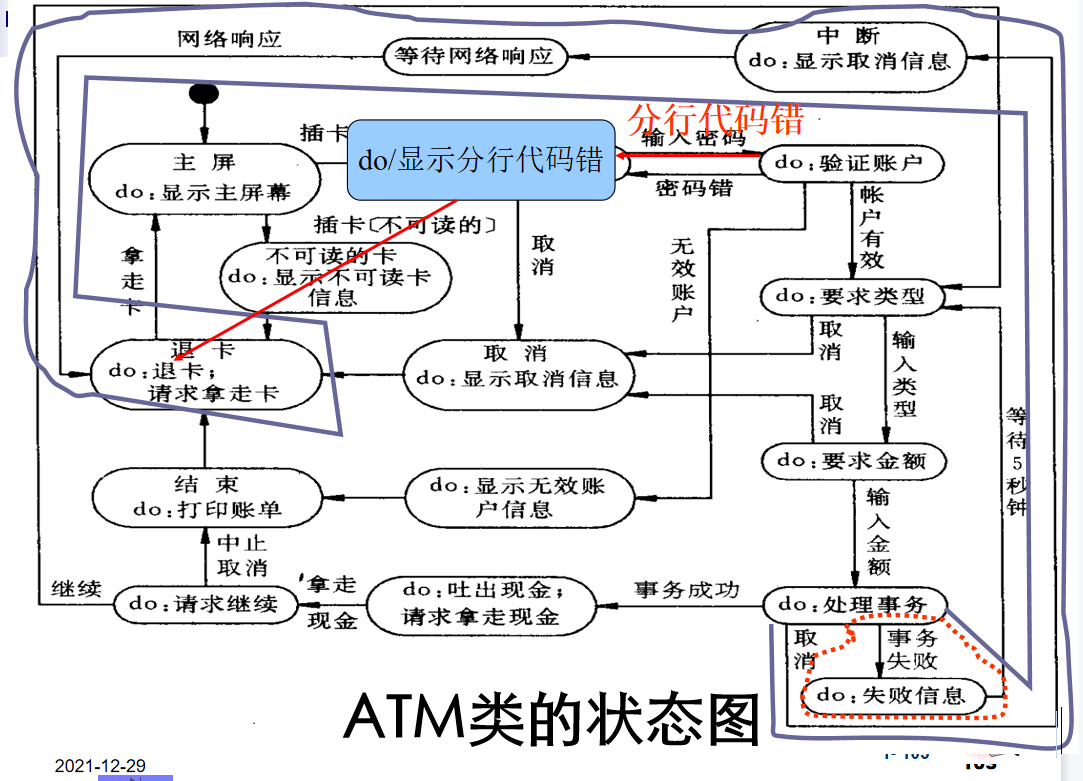 网络响应
等待网络响应
中 断
do:显示取消信息
分行代码错
插卡
do/显示分行代码错
输入密码
do:验证账户
密码错
主 屏
do:显示主屏幕
插卡〔不可读的〕
帐户有效
拿走卡
不可读的卡
do:显示不可读卡
信息
取消
无效账户
do:要求类型
取消
输入类型
退 卡
do:退卡;
请求拿走卡
取 消
do:显示取消信息
取消
等待5秒钟
do:要求金额
结 束
do:打印账单
do:显示无效账
户信息
输入金额
中止
取消
继续
do:请求继续
拿走
现金
do:吐出现金;
请求拿走现金
事务成功
do:处理事务
取消
事务
失败
do:失败信息
ATM类的状态图
2021-12-29